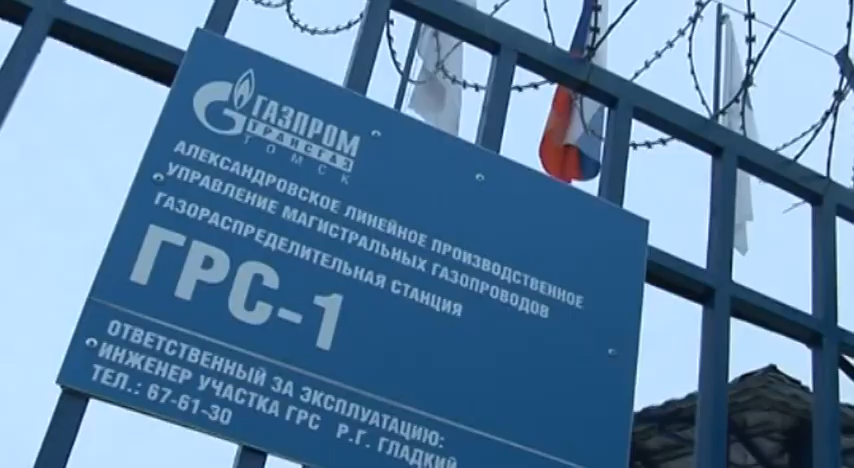 ГАЗПРОМ
ТРАНСГАЗ
ТОМСК
АЛЕКСАНДРОВСКОЕ ЛИНЕЙНОЕ ПРОИЗВОДСТВЕННОЕ
УПРАВЛЕНИЕ МАГИСТРАЛЬНЫХ ГАЗОПРОВОДОВ
ГАЗОРАСПРЕДЕЛИТЕЛЬНАЯ СТАНЦИЯ
ГРС-1
ОТВЕТСТВЕННЫЙ ЗА ЭКСПЛУАТАЦИЮ:
ИНЖЕНЕР УЧАСТКА ГРС Р.Г. ГЛАДКИЙ
ТЕЛ.: 67-61-30